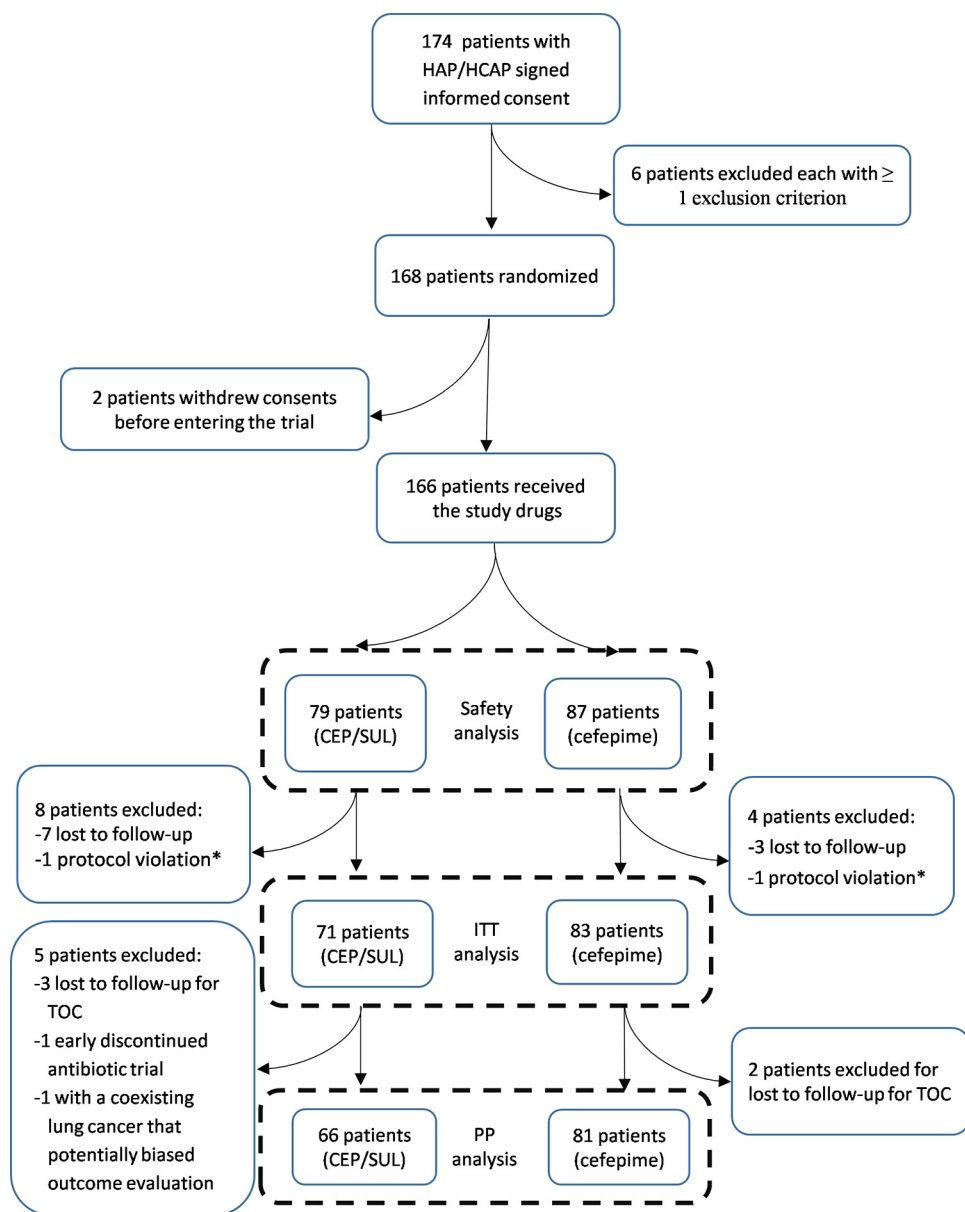 174 patients with
HAP/HCAP signed
informed consent
6 patients excluded each with ≥
1 exclusion criterion
168 patients randomized
2 patients withdrew consents
before entering the trial
166 patients received
the study drugs
79 patients
(CEP/SUL)
Safety
analysis
87 patients
(cefepime)
8 patients excluded:
-7 lost to follow-up
-1 protocol violation*
4 patients excluded:
-3 lost to follow-up
-1 protocol violation*
71 patients
(CEP/SUL)
ITT
analysis
83 patients
(cefepime)
5 patients excluded:
-3 lost to follow-up for
TOC
-1 early discontinued
antibiotic trial
-1 with a coexisting
lung cancer that
potentially biased
outcome evaluation
2 patients excluded for
lost to follow-up for TOC
66 patients
(CEP/SUL)
PP
analysis
81 patients
(cefepime)